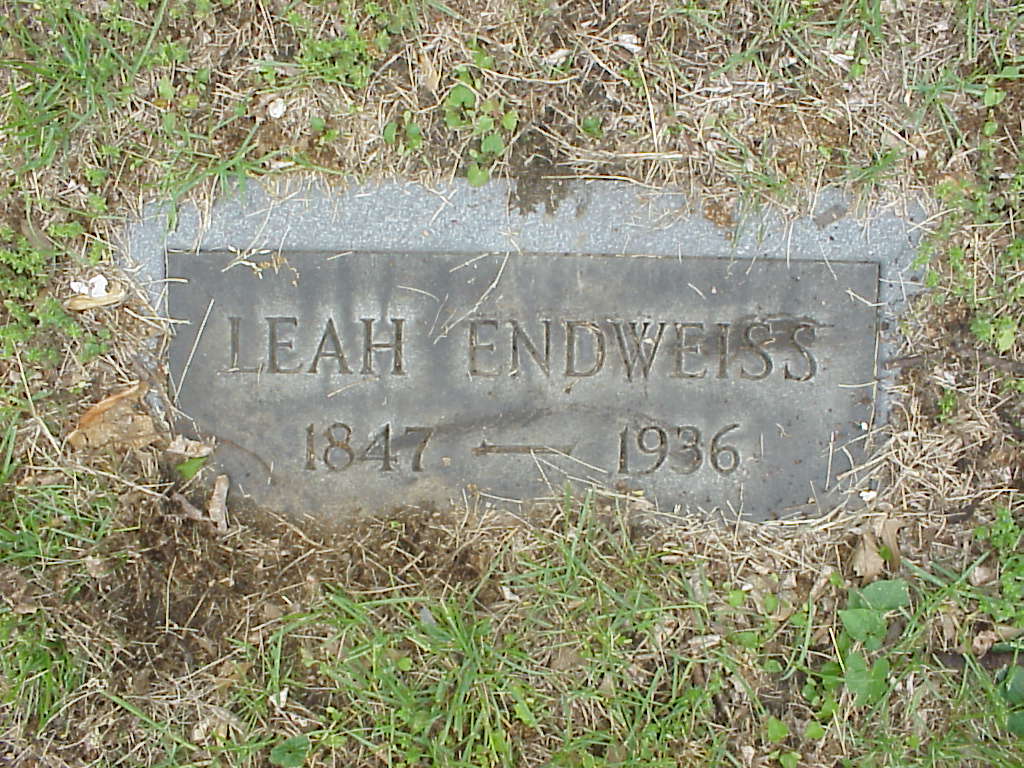 LEAH ENDWEISS
1847 — 1936